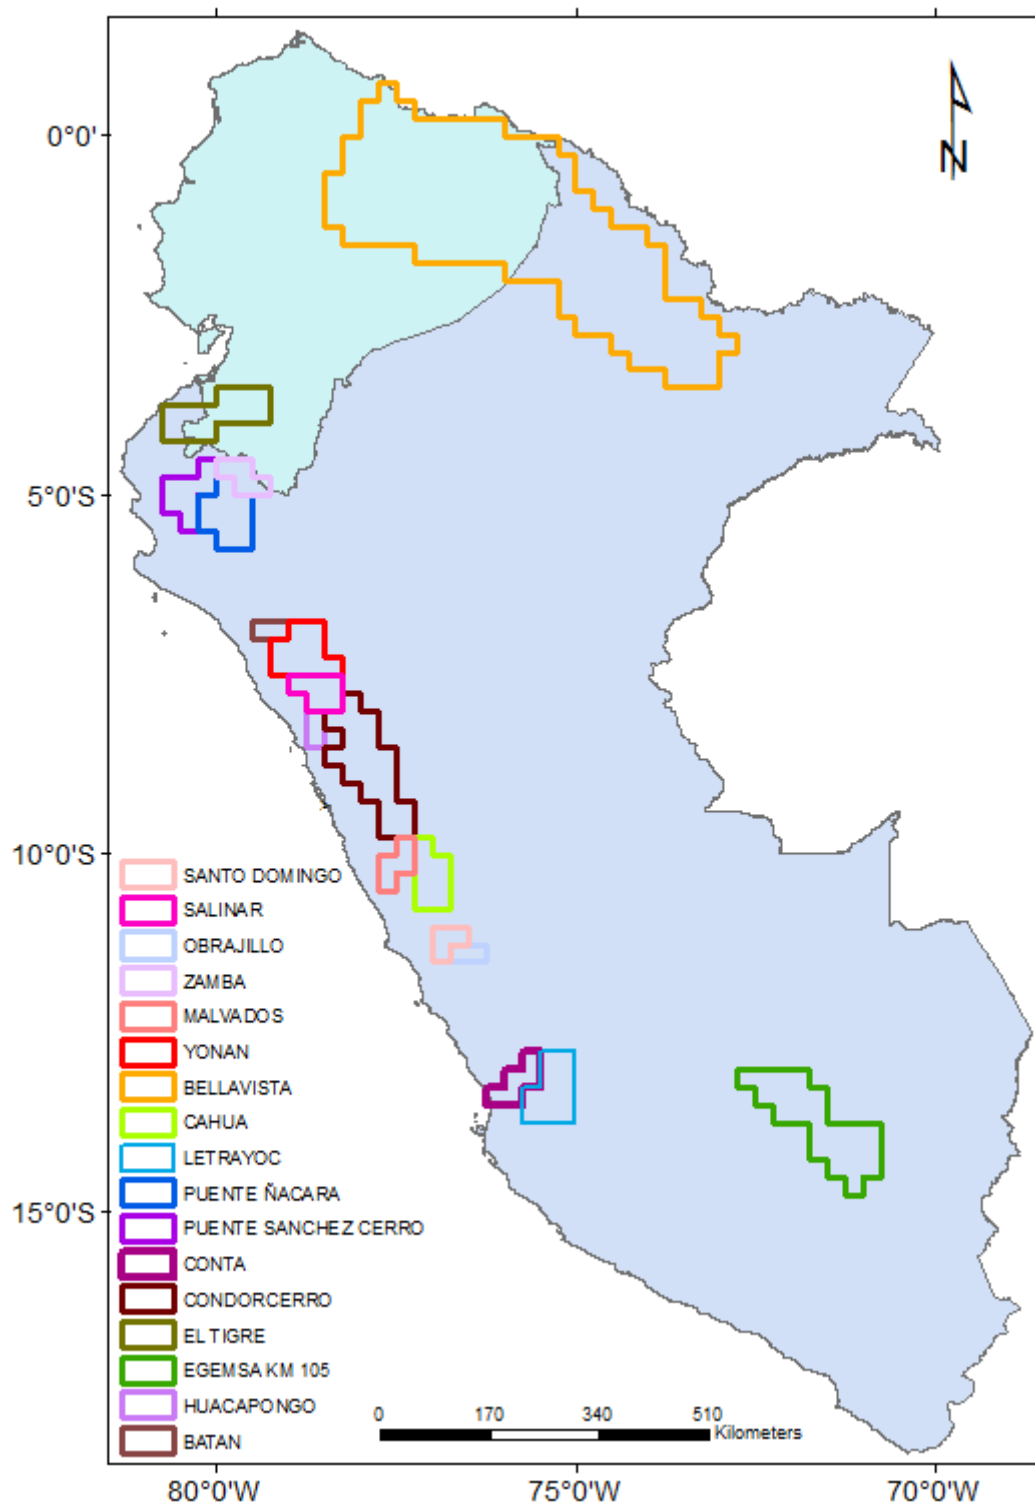 N
0°0'
5°0'S
10°0'S
15°0'S
SANTO DOMINGO
SALINAR
OBRAJILLO
ZAMBA
MALVADOS
YONAN
BELLAVISTA
CAHUA
LETRAYOC
PUENTE ÑACARA
PUENTE SANCHEZ CERRO
CONTA
CONDORCERRO
EL TIGRE
EGEMSA KM 105
HUACAPONGO
BATAN
0 170 340 510
Kilometers
80°0'W 75°0'W 70°0'W